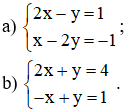 a) { 2x − y = 1
x − 2y = −1 ;
b) { 2x + y = 4
−x + y = 1 .